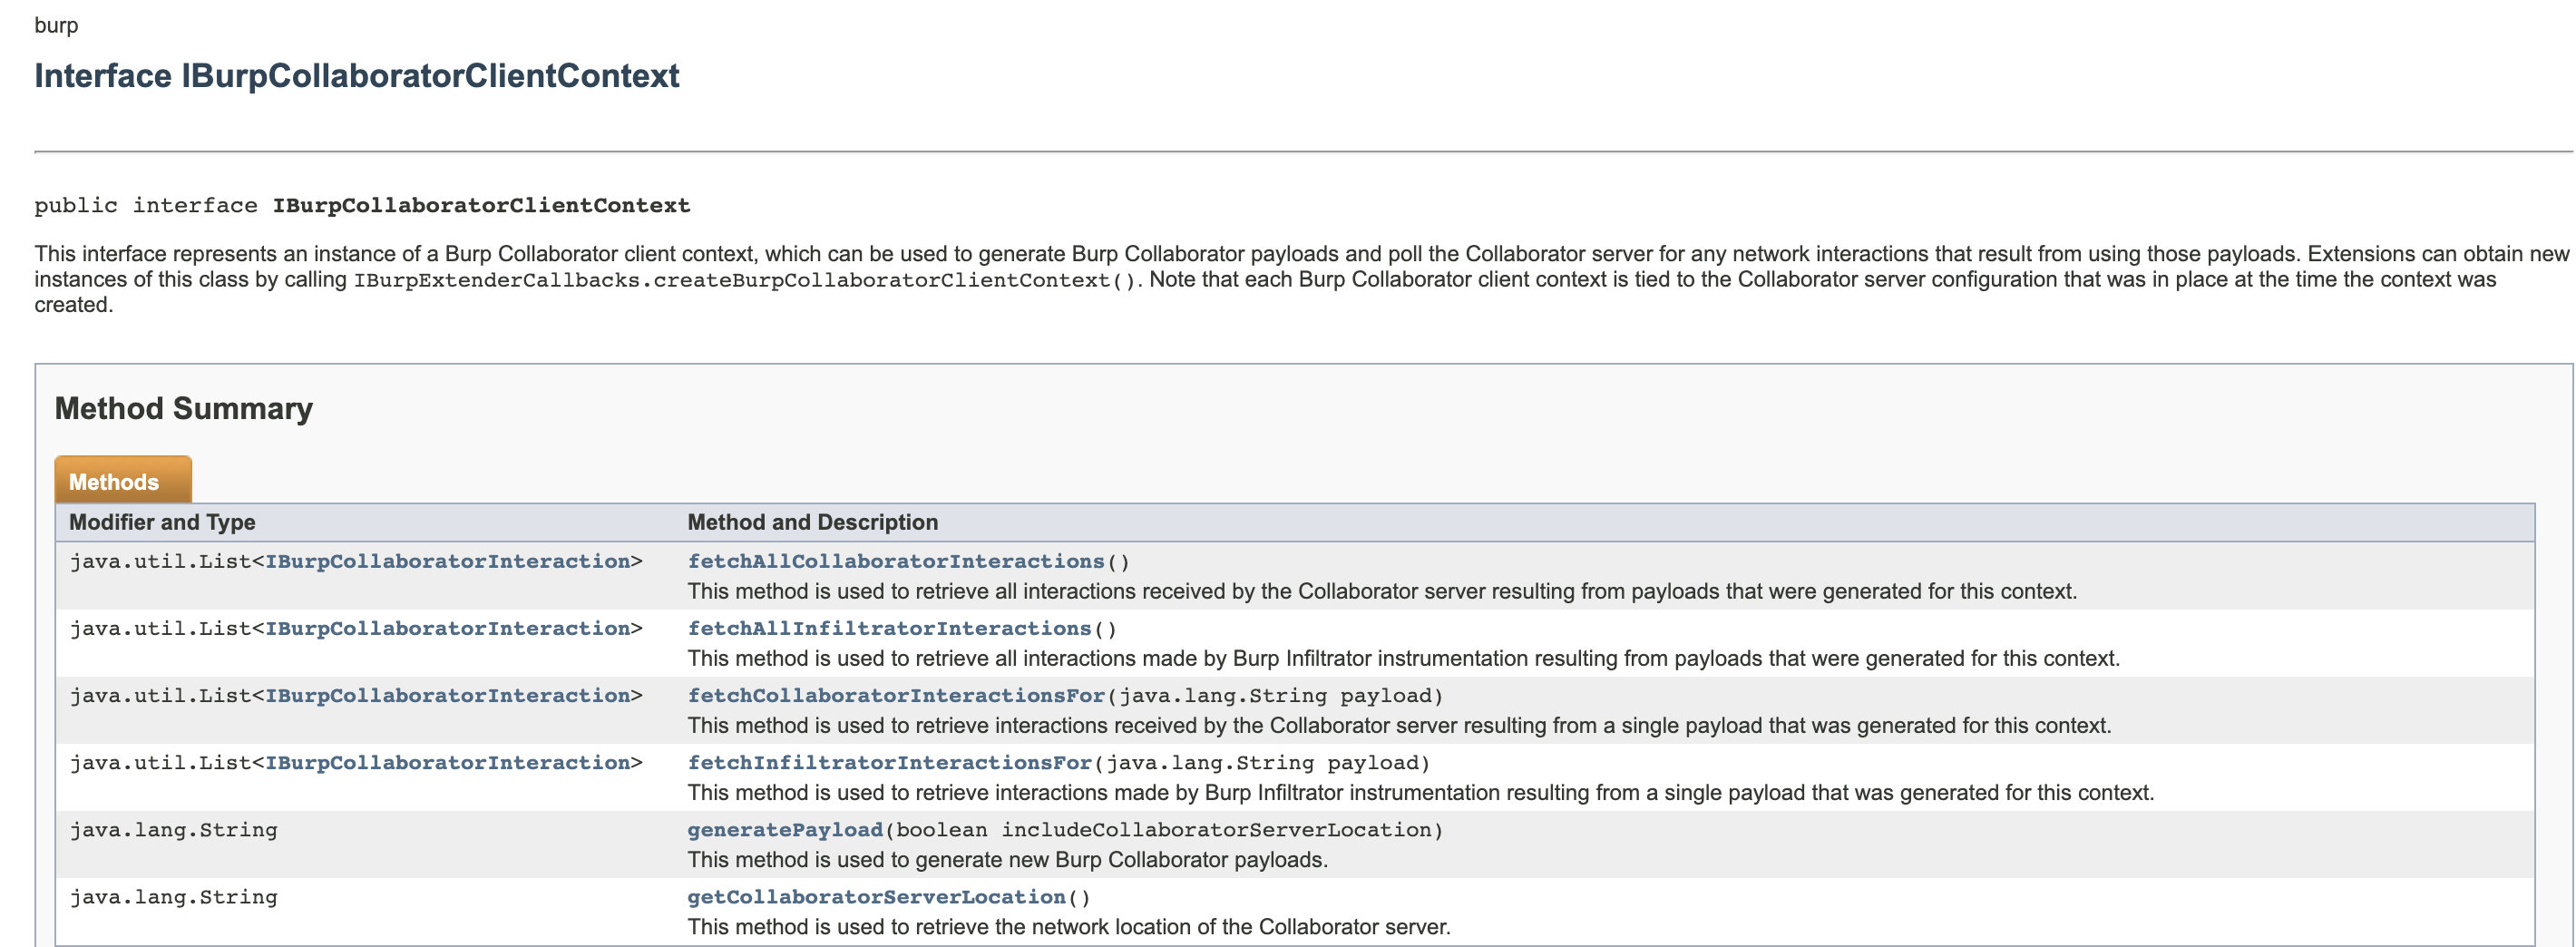 burp
Interface IBurpCollaboratorClientContext
public interface IBurpCollaboratorClientContext
This interface represents an instance of a Burp Collaborator client context, which can be used to generate Burp Collaborator payloads and poll the Collaborator server for any network interactions that result from using those payloads. Extensions can obtain new
instances of this class by calling IBurpExtenderCallbacks.createBurpCollaboratorClientContext(). Note that each Burp Collaborator client context is tied to the Collaborator server configuration that was in place at the time the context was
created.
Method Summary
Methods
Modifier and Type Method and Description
java.util.List<IBurpCollaboratorInteraction> fetchAllCollaboratorInteractions()
This method is used to retrieve all interactions received by the Collaborator server resulting from payloads that were generated for this context.
java.util.List<IBurpCollaboratorInteraction> fetchAllInfiltratorInteractions()
This method is used to retrieve all interactions made by Burp Infiltrator instrumentation resulting from payloads that were generated for this context.
java.util.List<IBurpCollaboratorInteraction> fetchCollaboratorInteractionsFor(java.lang.String payload)
This method is used to retrieve interactions received by the Collaborator server resulting from a single payload that was generated for this context.
java.util.List<IBurpCollaboratorInteraction> fetchInfiltratorInteractionsFor(java.lang.String payload)
This method is used to retrieve interactions made by Burp Infiltrator instrumentation resulting from a single payload that was generated for this context.
java.lang.String generatePayload(boolean includeCollaboratorServerLocation)
This method is used to generate new Burp Collaborator payloads.
java.lang.String getCollaboratorServerLocation()
This method is used to retrieve the network location of the Collaborator server.